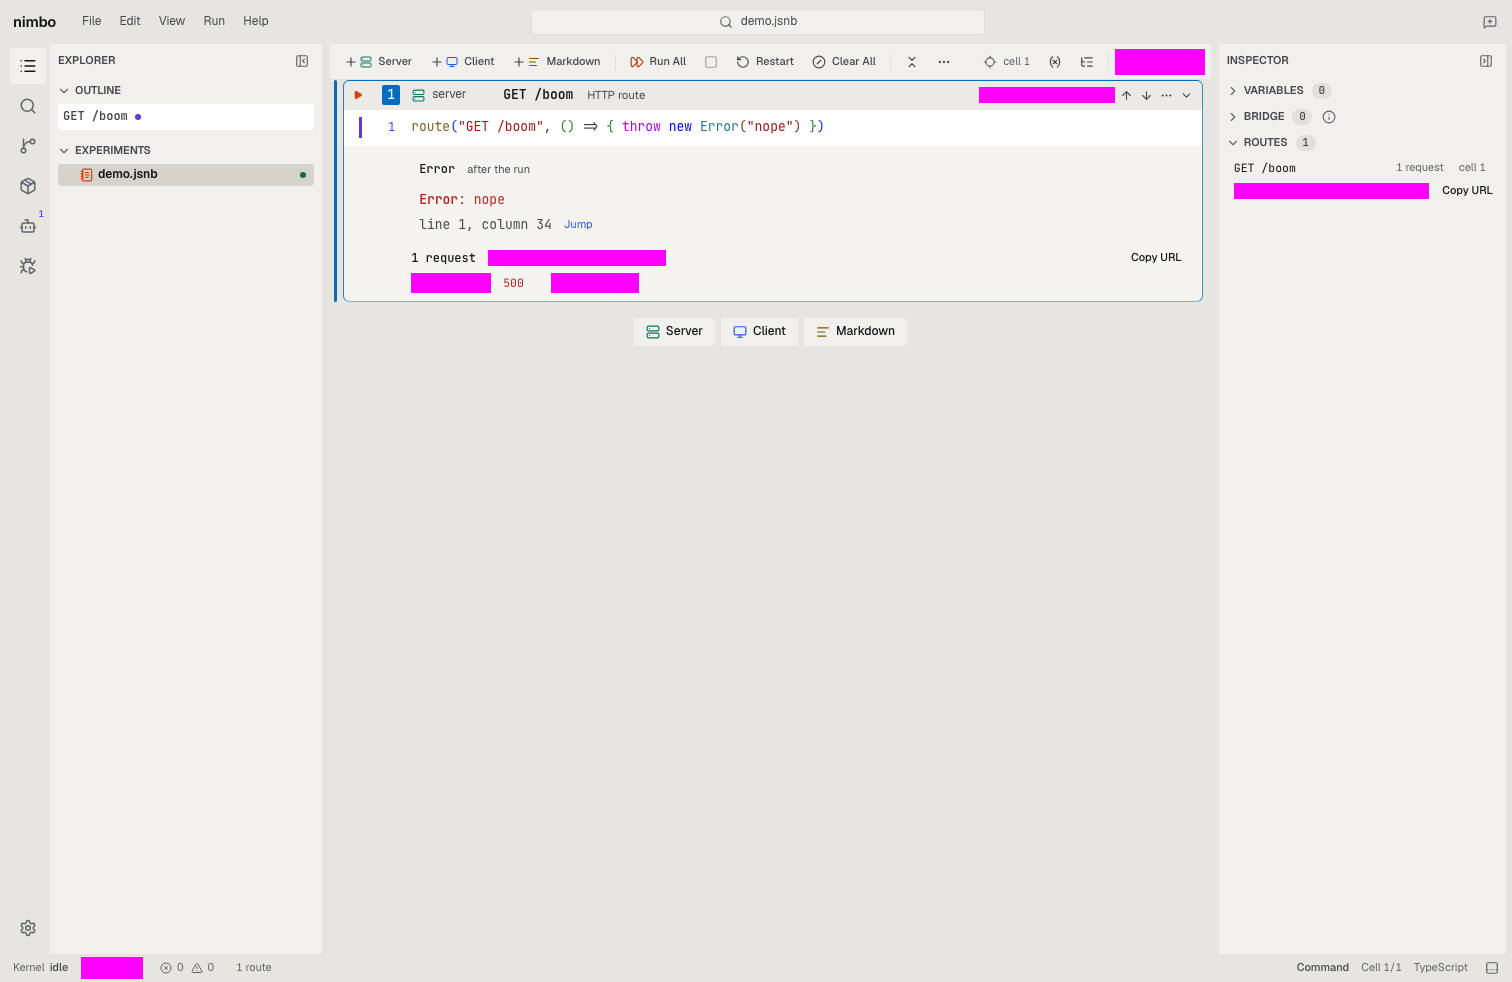 nimbo File Edit View Run Help demo.jsnb
EXPLORER
OUTLINE
GET /boom
EXPERIMENTS
demo.jsnb
1
Server Client Markdown Run All Restart Clear All cell 1
1 server GET /boom HTTP route
1 route("GET /boom", () => { throw new Error("nope") })
Error after the run
Error: nope
line 1, column 34 Jump
1 request Copy URL
500
Server Client Markdown
INSPECTOR
VARIABLES 0
BRIDGE 0
ROUTES 1
GET /boom 1 request cell 1
Copy URL
Kernel idle 0 0 1 route Command Cell 1/1 TypeScript